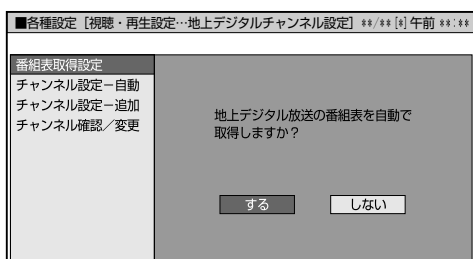 ■各種設定［視聴・再生設定…地上デジタルチャンネル設定］**/**[*]午前**:**
番組表取得設定
チャンネル設定－自動
チャンネル設定－追加
チャンネル確認／変更
地上デジタル放送の番組表を自動で
取得しますか？
する
しない